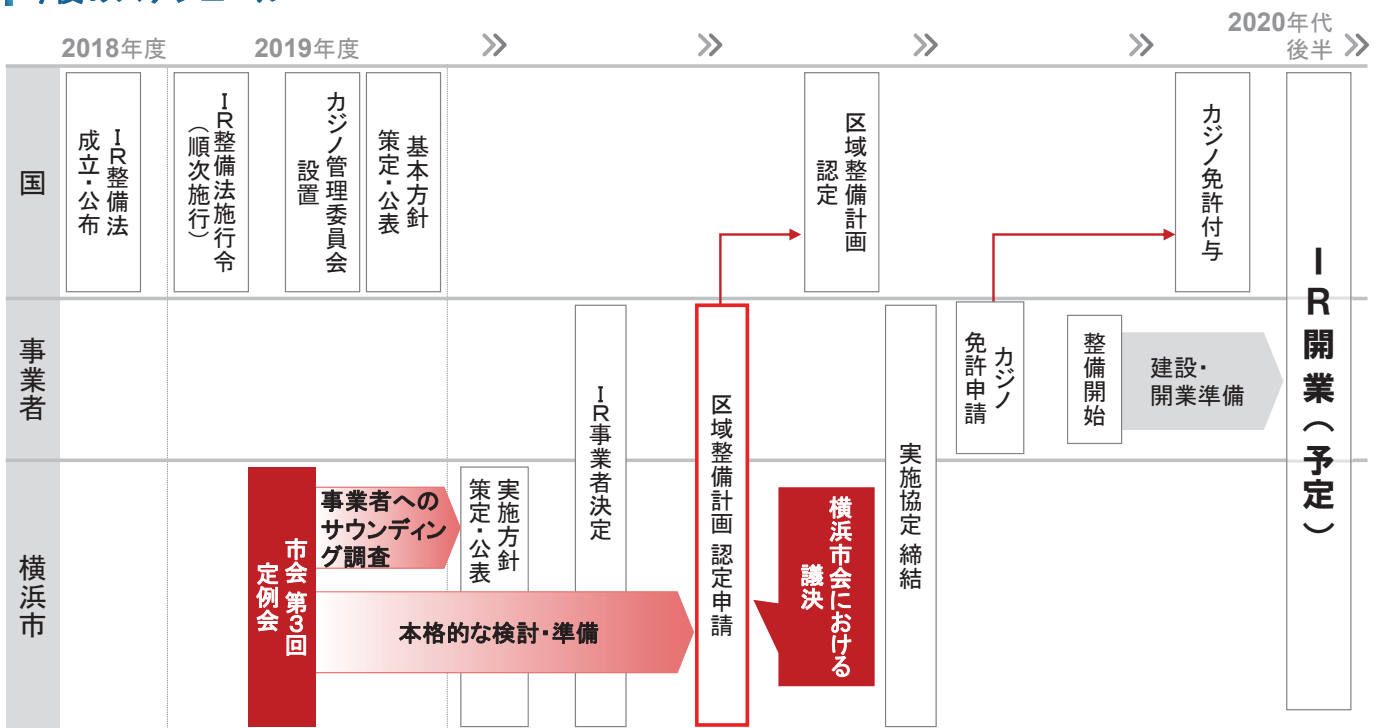 2018年度
2019年度
2020年代
後半
国
ＩＲ整備法
成立・公布
ＩＲ整備法施行令
（順次施行）
カジノ管理委員会
設置
基本方針
策定・公表
区域整備計画
認定
カジノ免許付与
事業者
ＩＲ事業者決定
区域整備計画 認定申請
実施協定 締結
カジノ
免許申請
整備開始
建設・
開業準備
ＩＲ開業（予定）
横浜市
市会 第3回
定例会
事業者への
サウンディン
グ調査
実施方針
策定・公表
本格的な検討・準備
横浜市会における
議決